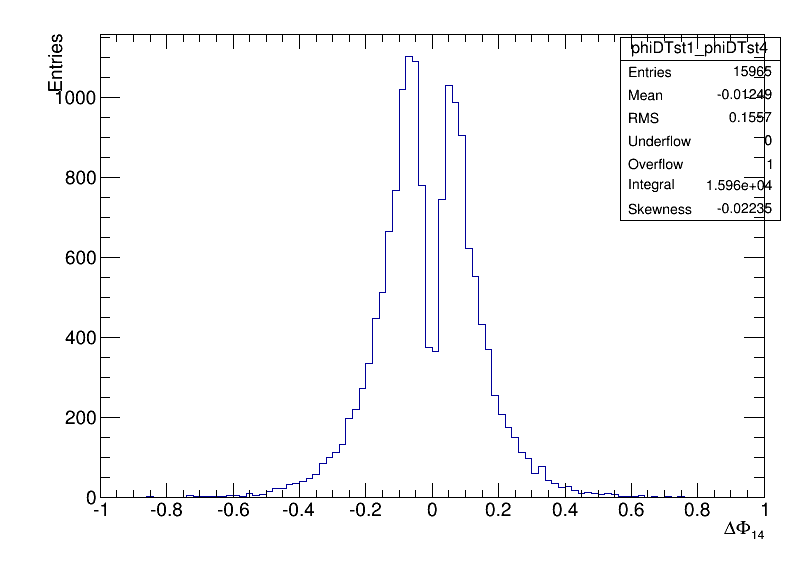 Entries
phiDTst1_phiDTst4
Entries 15965
Mean -0.01249
RMS 0.1557
Underflow 0
Overflow 1
Integral 1.596e+04
Skewness -0.02235
1000
800
600
400
200
0
-1 -0.8 -0.6 -0.4 -0.2 0 0.2 0.4 0.6 0.8 1
ΔΦ14